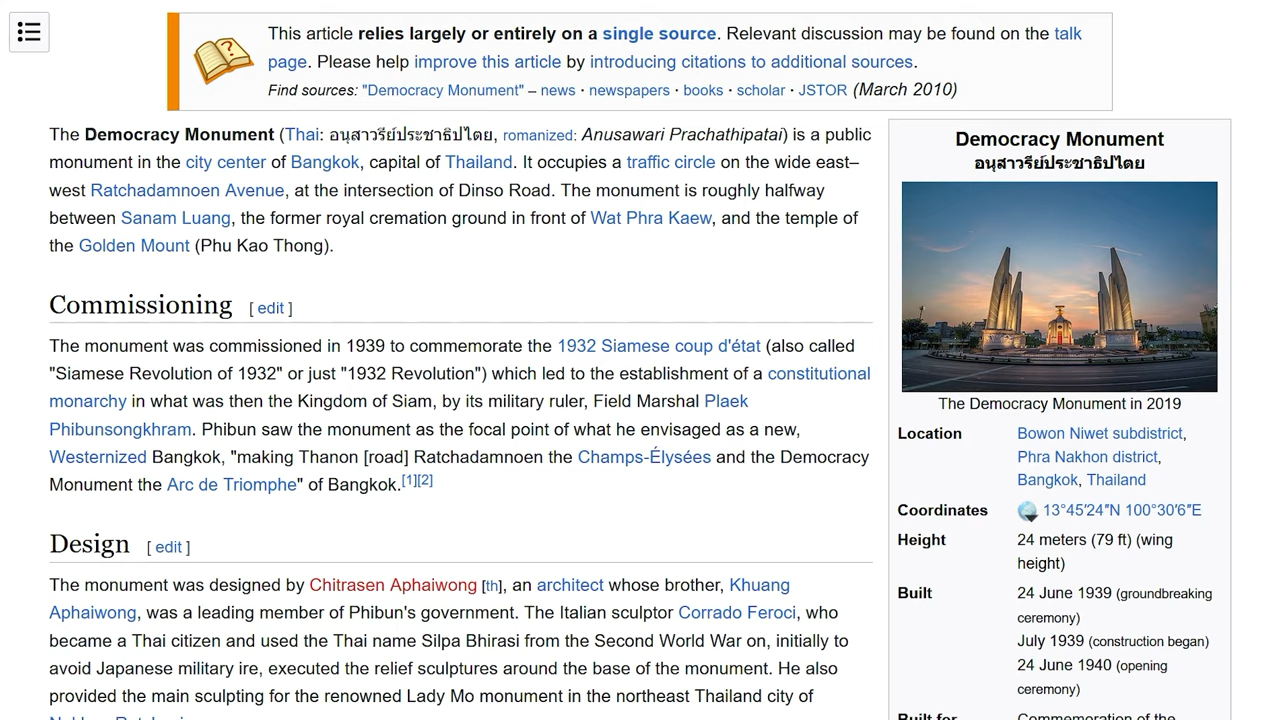 This article relies largely or entirely on a single source. Relevant discussion may be found on the talk
page. Please help improve this article by introducing citations to additional sources.
Find sources: "Democracy Monument" – news · newspapers · books · scholar · JSTOR (March 2010)
The Democracy Monument (Thai: อนุสาวรีย์ประชาธิปไตย, romanized: Anusawari Prachathipatai) is a public
monument in the city center of Bangkok, capital of Thailand. It occupies a traffic circle on the wide east–
west Ratchadamnoen Avenue, at the intersection of Dinso Road. The monument is roughly halfway
between Sanam Luang, the former royal cremation ground in front of Wat Phra Kaew, and the temple of
the Golden Mount (Phu Kao Thong).
Commissioning [ edit ]
The monument was commissioned in 1939 to commemorate the 1932 Siamese coup d'état (also called
"Siamese Revolution of 1932" or just "1932 Revolution") which led to the establishment of a constitutional
monarchy in what was then the Kingdom of Siam, by its military ruler, Field Marshal Plaek
Phibunsongkhram. Phibun saw the monument as the focal point of what he envisaged as a new,
Westernized Bangkok, "making Thanon [road] Ratchadamnoen the Champs-Élysées and the Democracy
Monument the Arc de Triomphe" of Bangkok.[1][2]
Design [ edit ]
The monument was designed by Chitrasen Aphaiwong [th], an architect whose brother, Khuang
Aphaiwong, was a leading member of Phibun's government. The Italian sculptor Corrado Feroci, who
became a Thai citizen and used the Thai name Silpa Bhirasi from the Second World War on, initially to
avoid Japanese military ire, executed the relief sculptures around the base of the monument. He also
provided the main sculpting for the renowned Lady Mo monument in the northeast Thailand city of
Democracy Monument
อนุสาวรีย์ประชาธิปไตย
The Democracy Monument in 2019
Location Bowon Niwet subdistrict,
Phra Nakhon district,
Bangkok, Thailand
Coordinates 13°45′24″N 100°30′6″E
Height 24 meters (79 ft) (wing
height)
Built 24 June 1939 (groundbreaking
ceremony)
July 1939 (construction began)
24 June 1940 (opening
ceremony)
Built for Commemoration of the